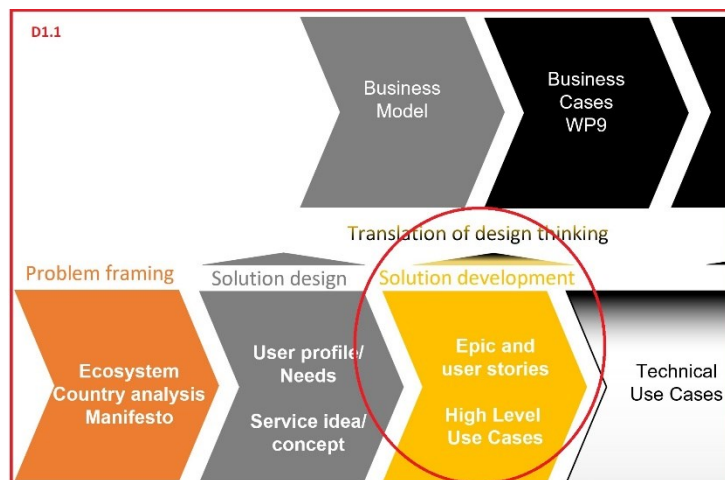 D1.1
Business
Model
Business
Cases
WP9
Translation of design thinking
Problem framing
Solution design
Solution development
Ecosystem
Country analysis
Manifesto
User profile/
Needs
Service idea/
concept
Epic and
user stories
High Level
Use Cases
Technical
Use Cases